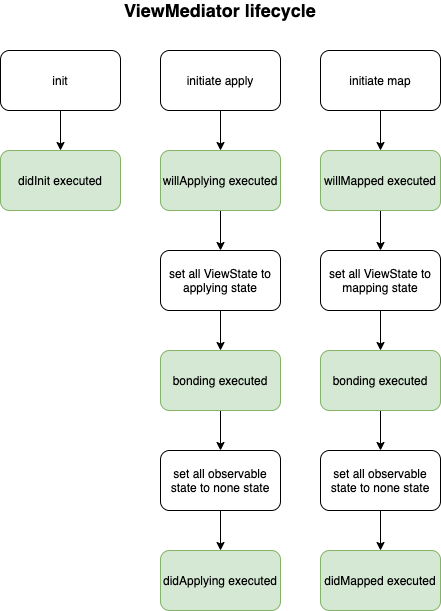 ViewMediator lifecycle
init
initiate apply
initiate map
didInit executed
willApplying executed
willMapped executed
set all ViewState to
applying state
set all ViewState to
mapping state
bonding executed
bonding executed
set all observable
state to none state
set all observable
state to none state
didApplying executed
didMapped executed